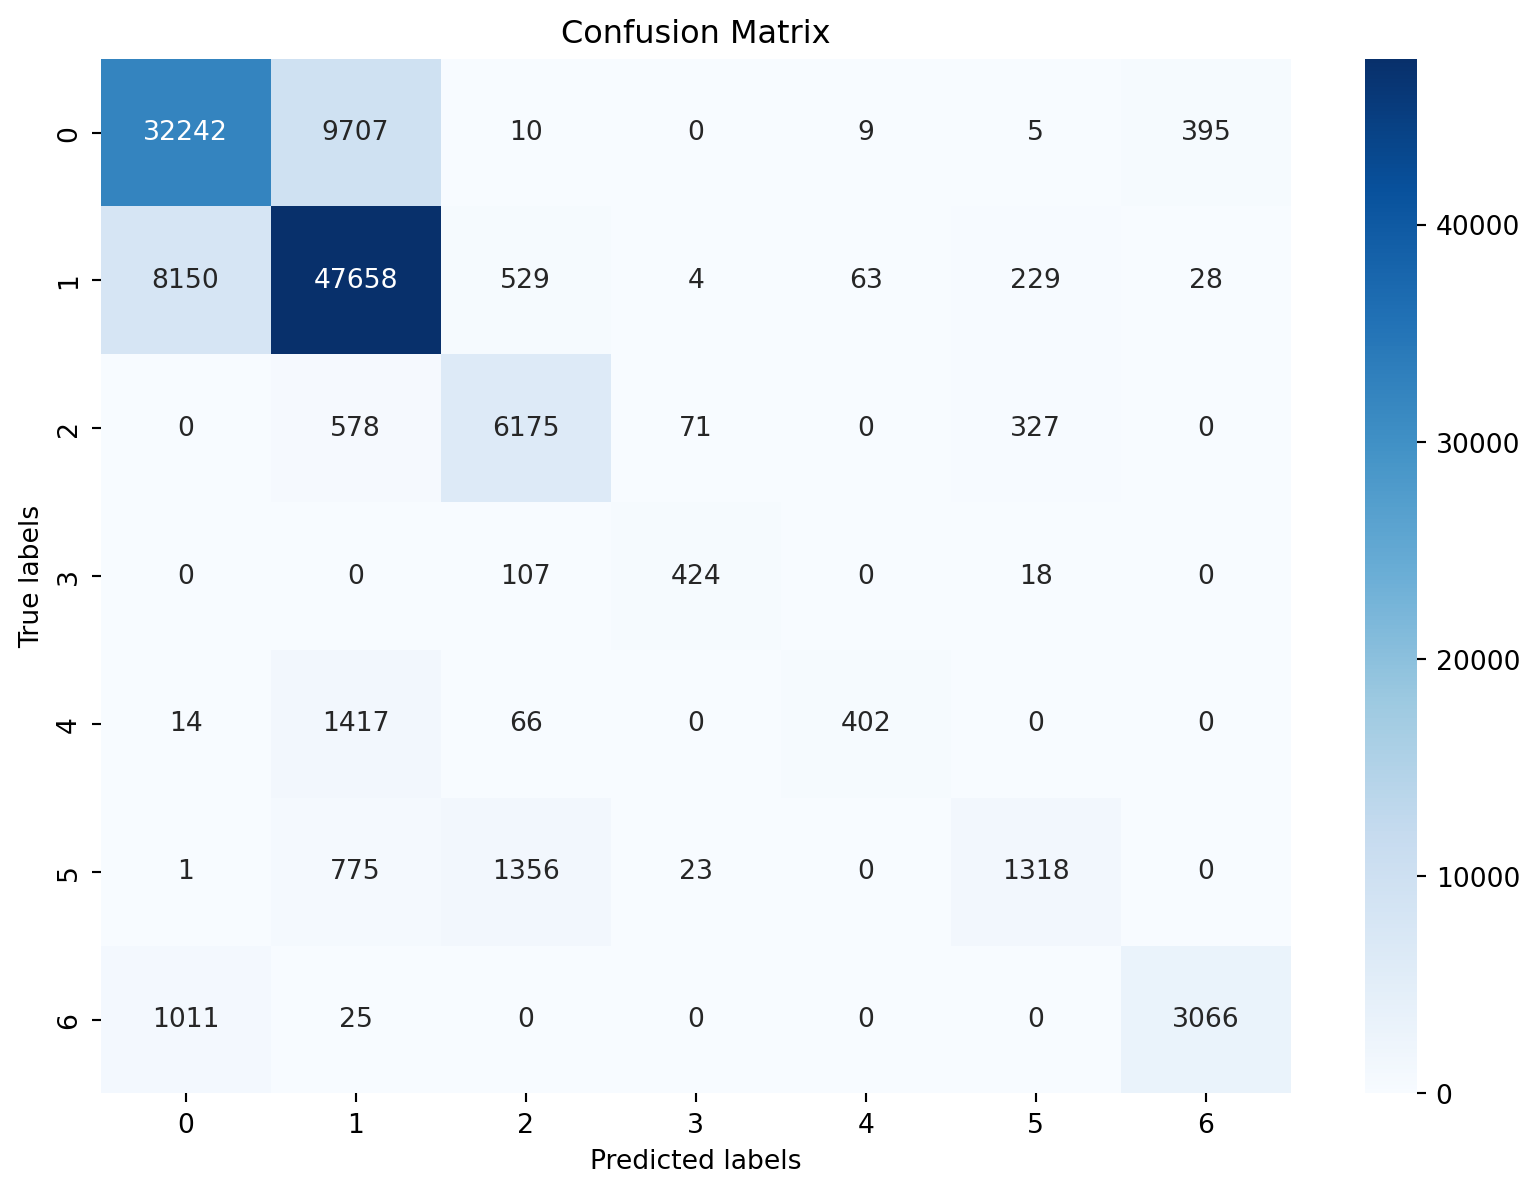 Confusion Matrix
0 32242 9707 10 0 9 5 395
1 8150 47658 529 4 63 229 28
2 0 578 6175 71 0 327 0
3 0 0 107 424 0 18 0
4 14 1417 66 0 402 0 0
5 1 775 1356 23 0 1318 0
6 1011 25 0 0 0 0 3066
0 1 2 3 4 5 6
Predicted labels
True labels
40000
30000
20000
10000
0